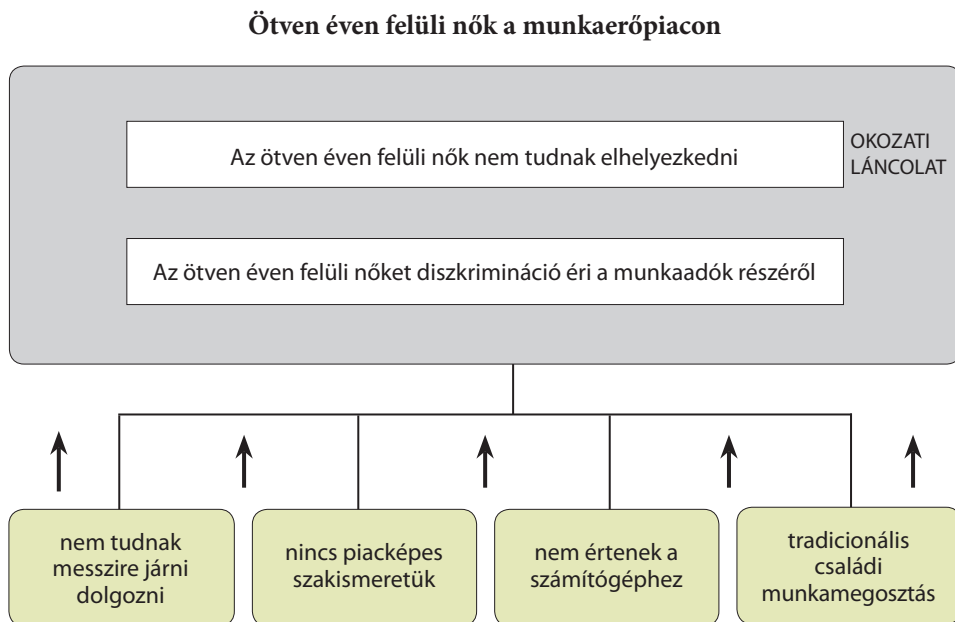 Ötven éven felüli nők a munkaerőpiacon
Az ötven éven felüli nők nem tudnak elhelyezkedni
OKOZATI
LÁNCOLAT
Az ötven éven felüli nőket diszkrimináció éri a munkaadók részéről
nem tudnak
messzire járni
dolgozni
nincs piacképes
szakismeretük
nem értenek a
számítógéphez
tradicionális
családi
munkamegosztás